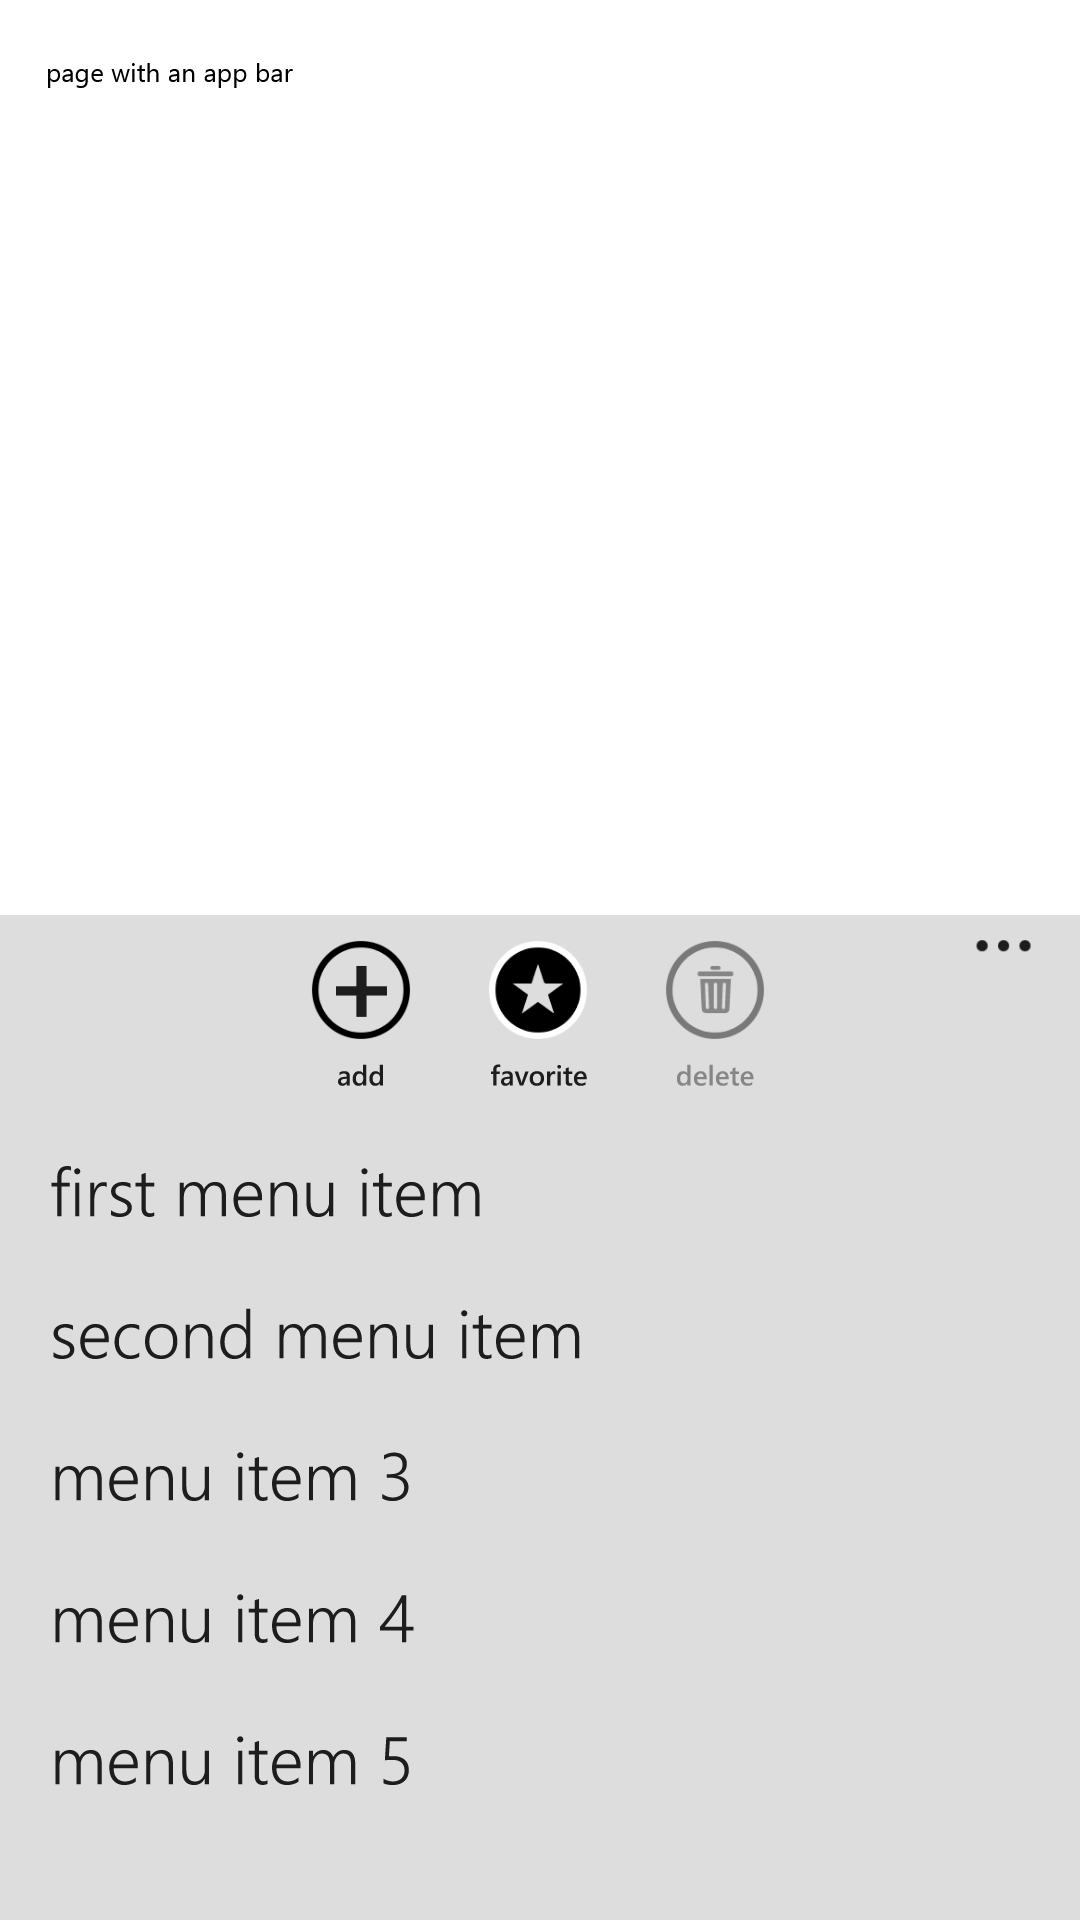 page with an app bar
add favorite delete
first menu item
second menu item
menu item 3
menu item 4
menu item 5